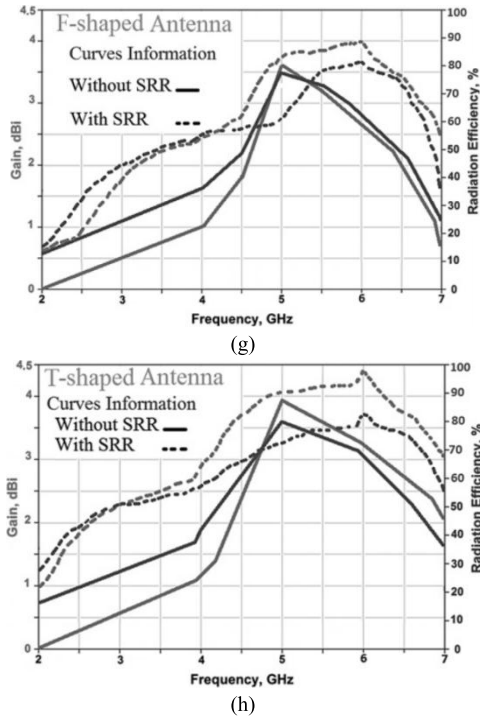 F-shaped Antenna
Curves Information
Without SRR
With SRR
4,5
4
3
2
1
0
Gain, dBi
100
90
80
70
60
50
40
30
20
10
0
Radiation Efficiency, %
2 3 4 5 6 7
Frequency, GHz
(g)
T-shaped Antenna
Curves Information
Without SRR
With SRR
4,5
4
3
2
1
0
Gain, dBi
100
90
80
70
60
50
40
30
20
10
0
Radiation Efficiency, %
2 3 4 5 6 7
Frequency, GHz
(h)